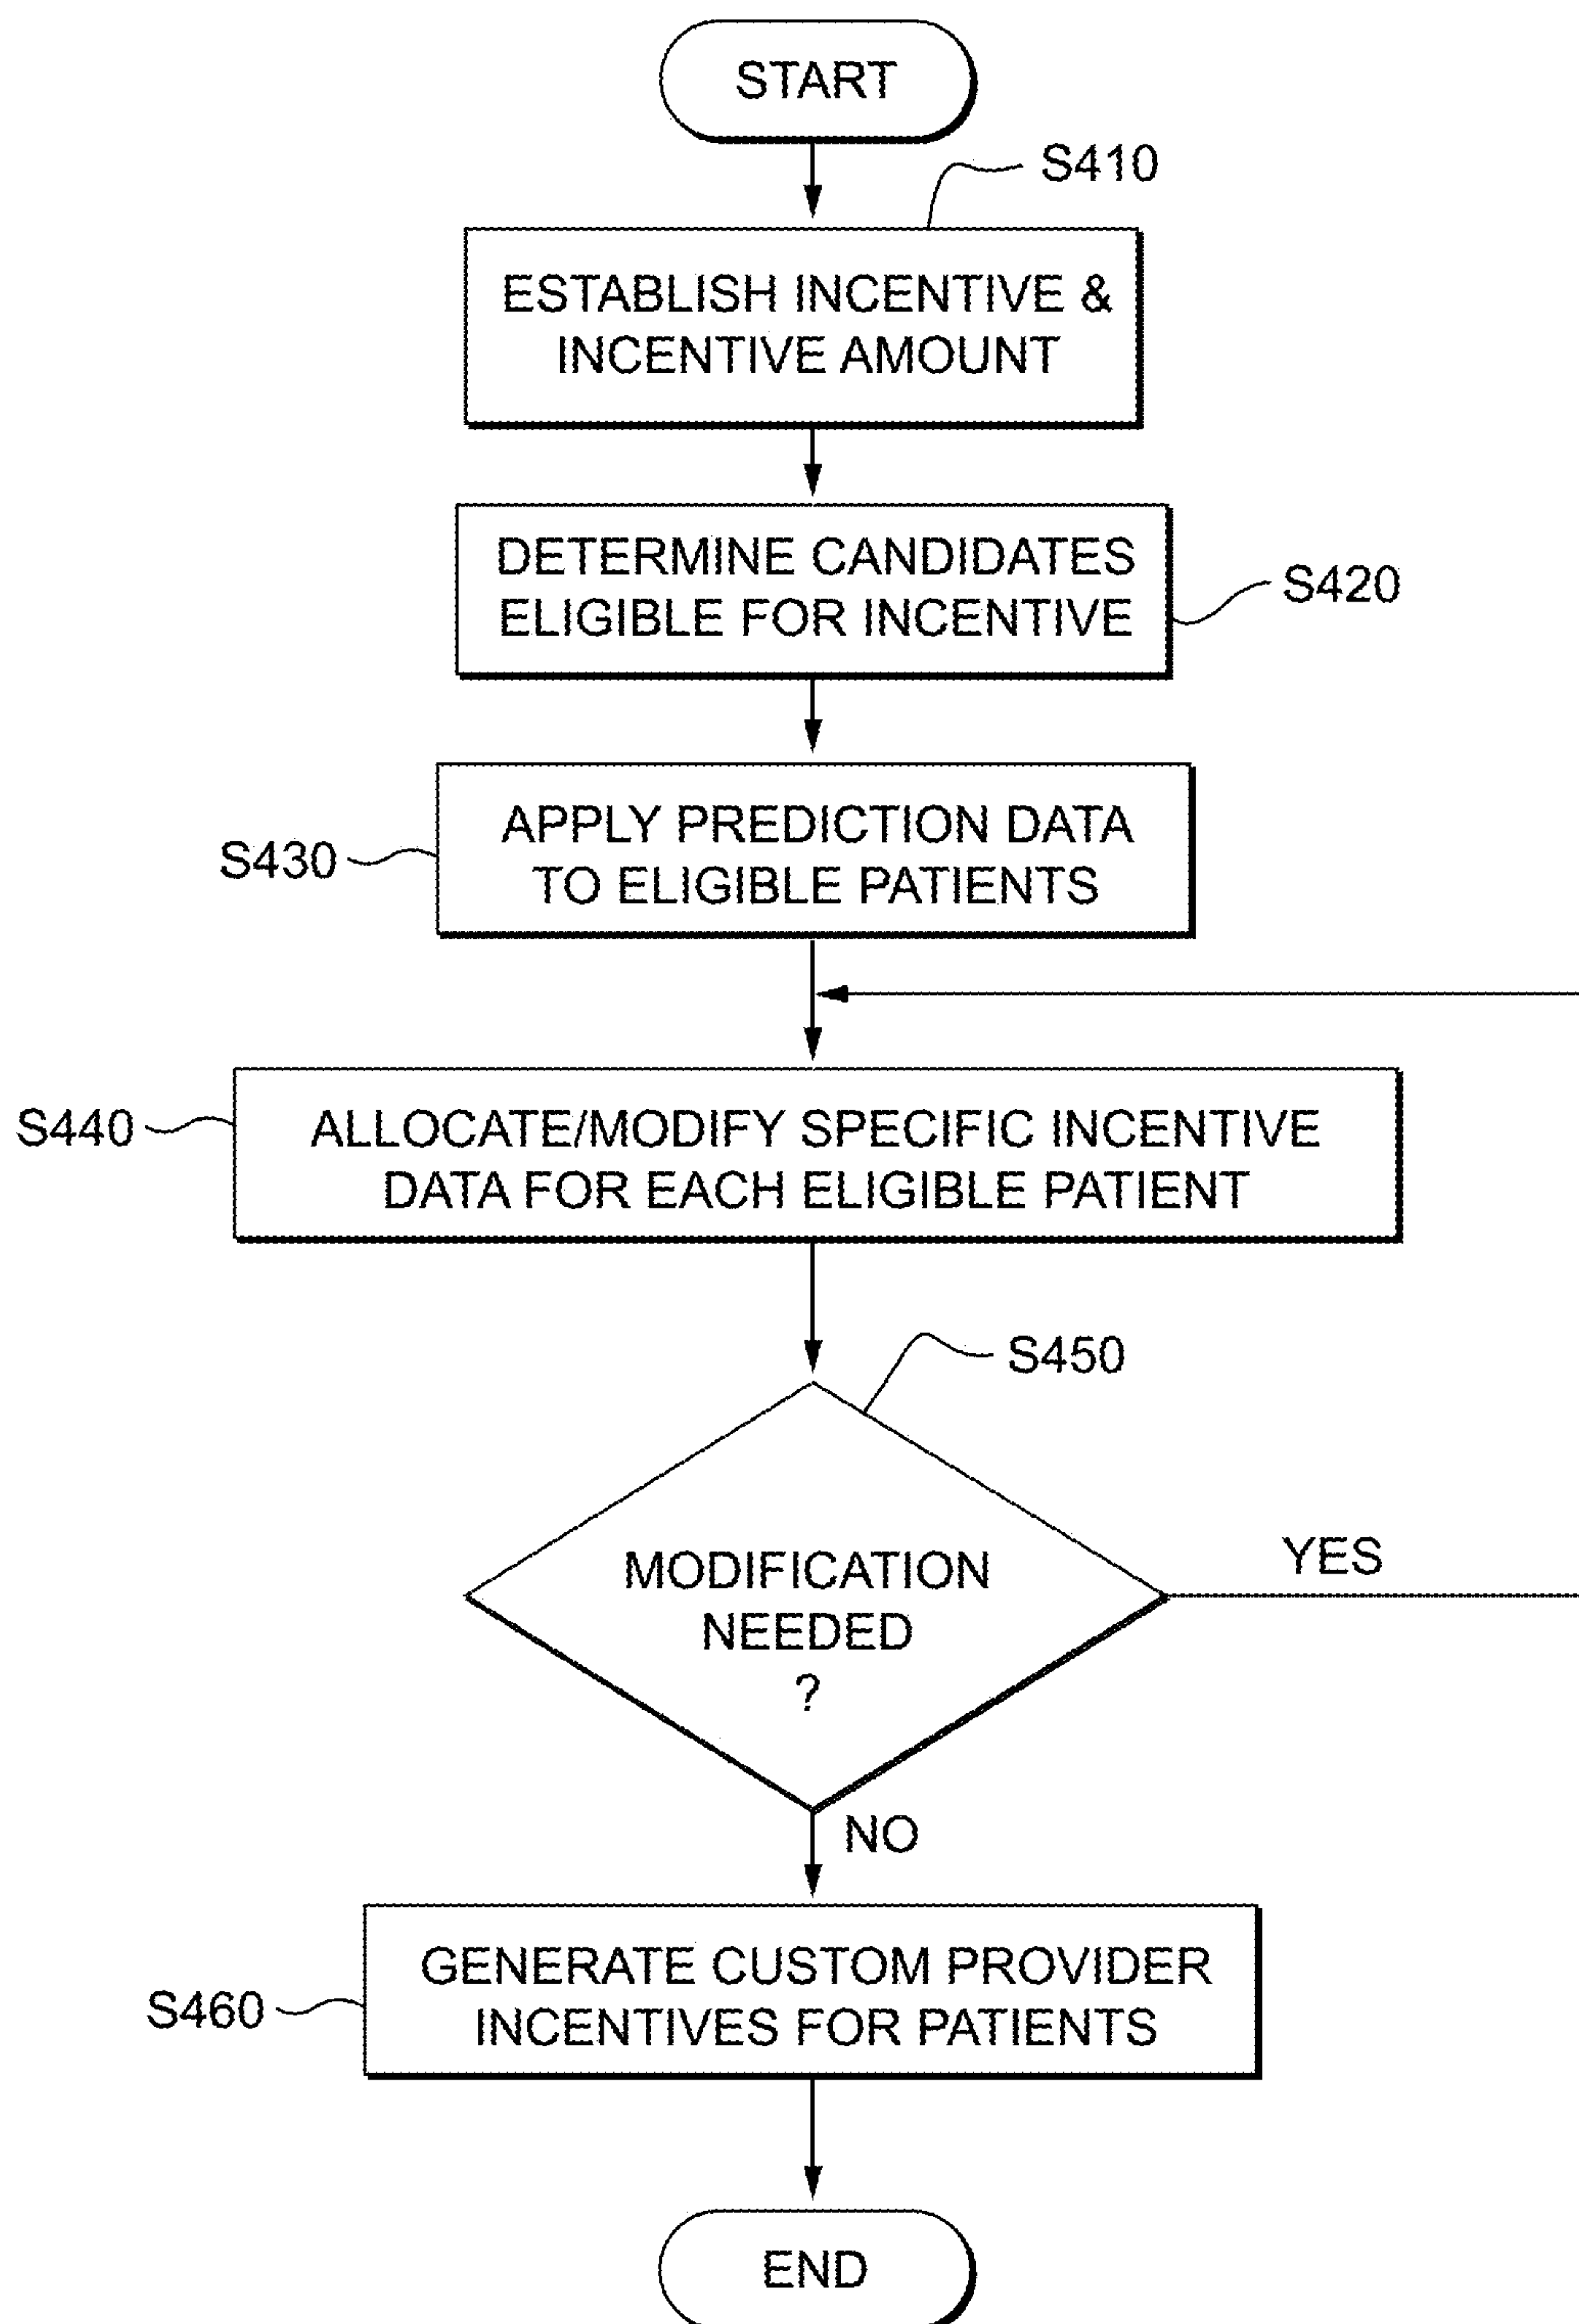 START
S410
ESTABLISH INCENTIVE &
INCENTIVE AMOUNT
DETERMINE CANDIDATES
ELIGIBLE FOR INCENTIVE
S420
APPLY PREDICTION DATA
TO ELIGIBLE PATIENTS
S430
S440
ALLOCATE/MODIFY SPECIFIC INCENTIVE
DATA FOR EACH ELIGIBLE PATIENT
S450
MODIFICATION
NEEDED
?
YES
NO
GENERATE CUSTOM PROVIDER
INCENTIVES FOR PATIENTS
S460
END